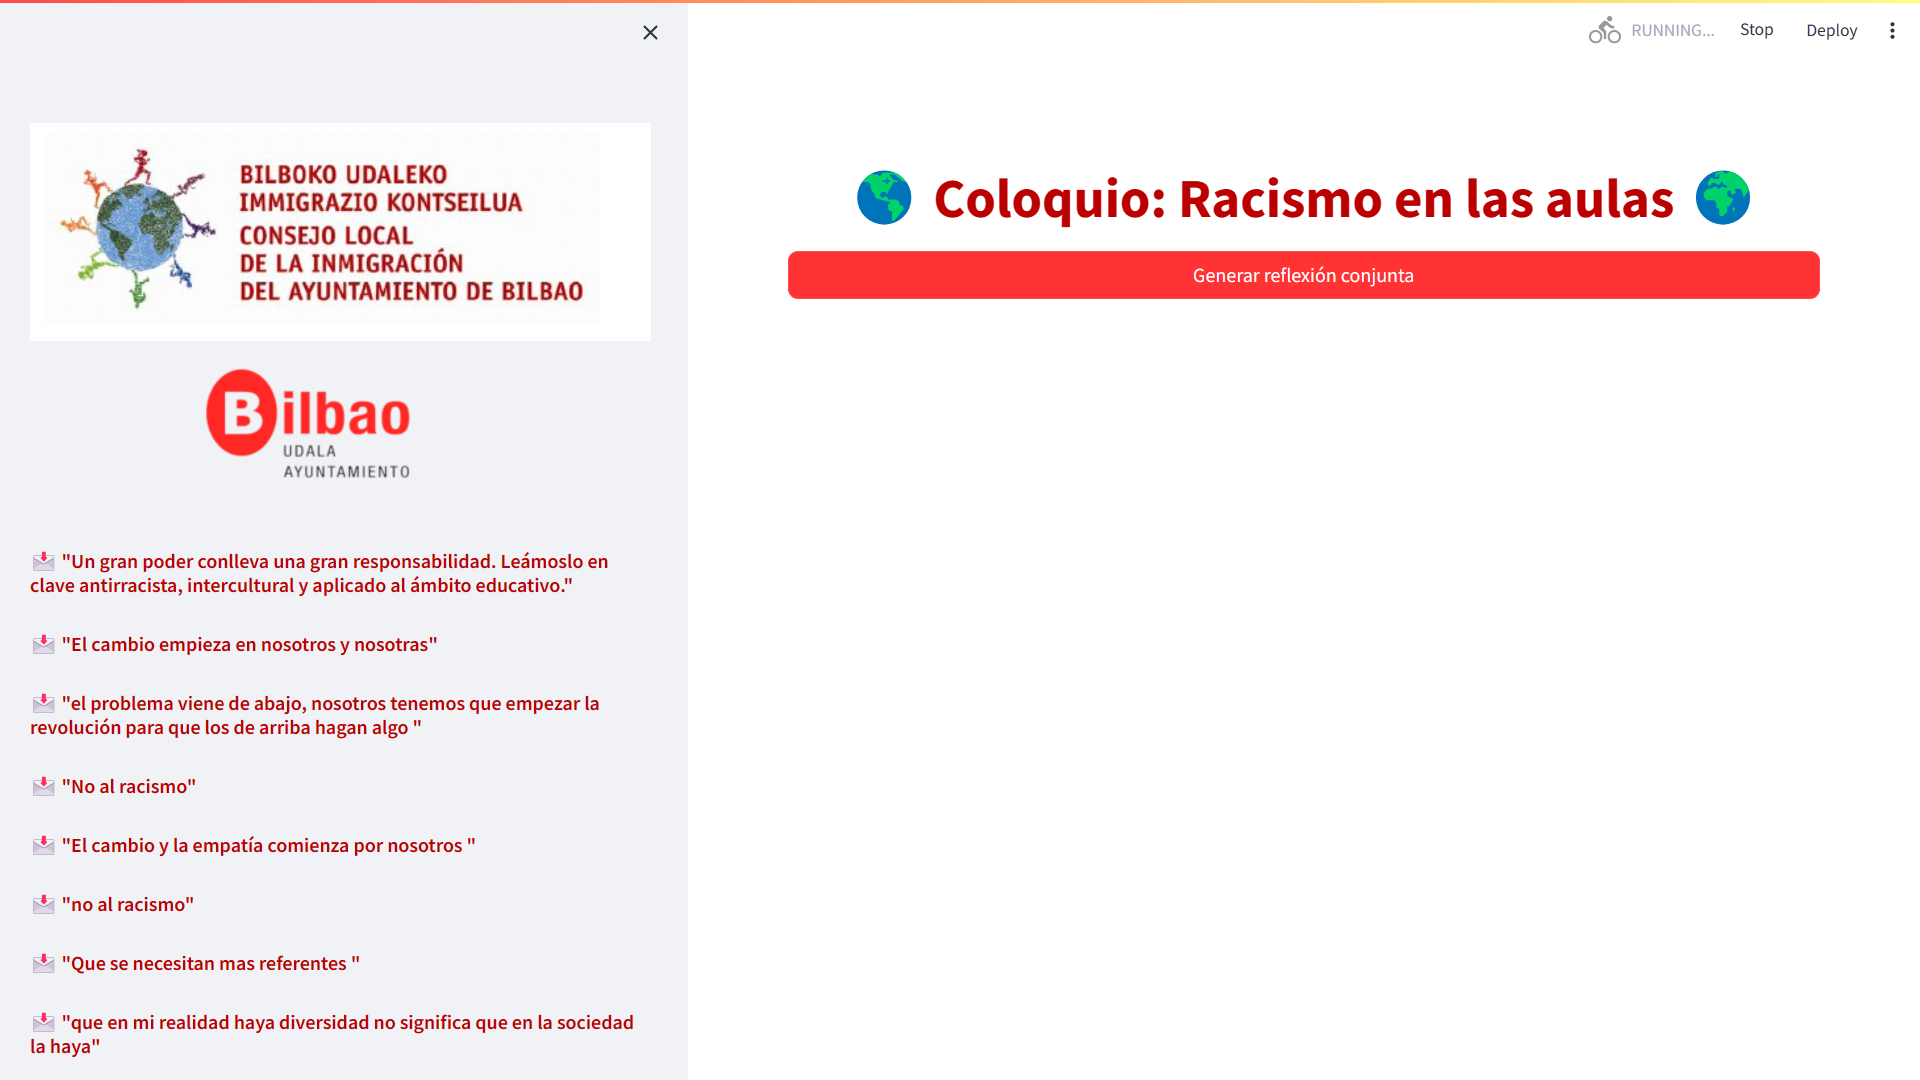 RUNNING...
Stop
Deploy
BILBOKO UDALEKO
IMMIGRAZIO KONTSEILUA
CONSEJO LOCAL
DE LA INMIGRACIÓN
DEL AYUNTAMIENTO DE BILBAO
Bilbao
UDALA
AYUNTAMIENTO
"Un gran poder conlleva una gran responsabilidad. Leámoslo en
clave antirracista, intercultural y aplicado al ámbito educativo."
"El cambio empieza en nosotros y nosotras"
"el problema viene de abajo, nosotros tenemos que empezar la
revolución para que los de arriba hagan algo "
"No al racismo"
"El cambio y la empatía comienza por nosotros "
"no al racismo"
"Que se necesitan mas referentes "
"que en mi realidad haya diversidad no significa que en la sociedad
la haya"
Coloquio: Racismo en las aulas
Generar reflexión conjunta